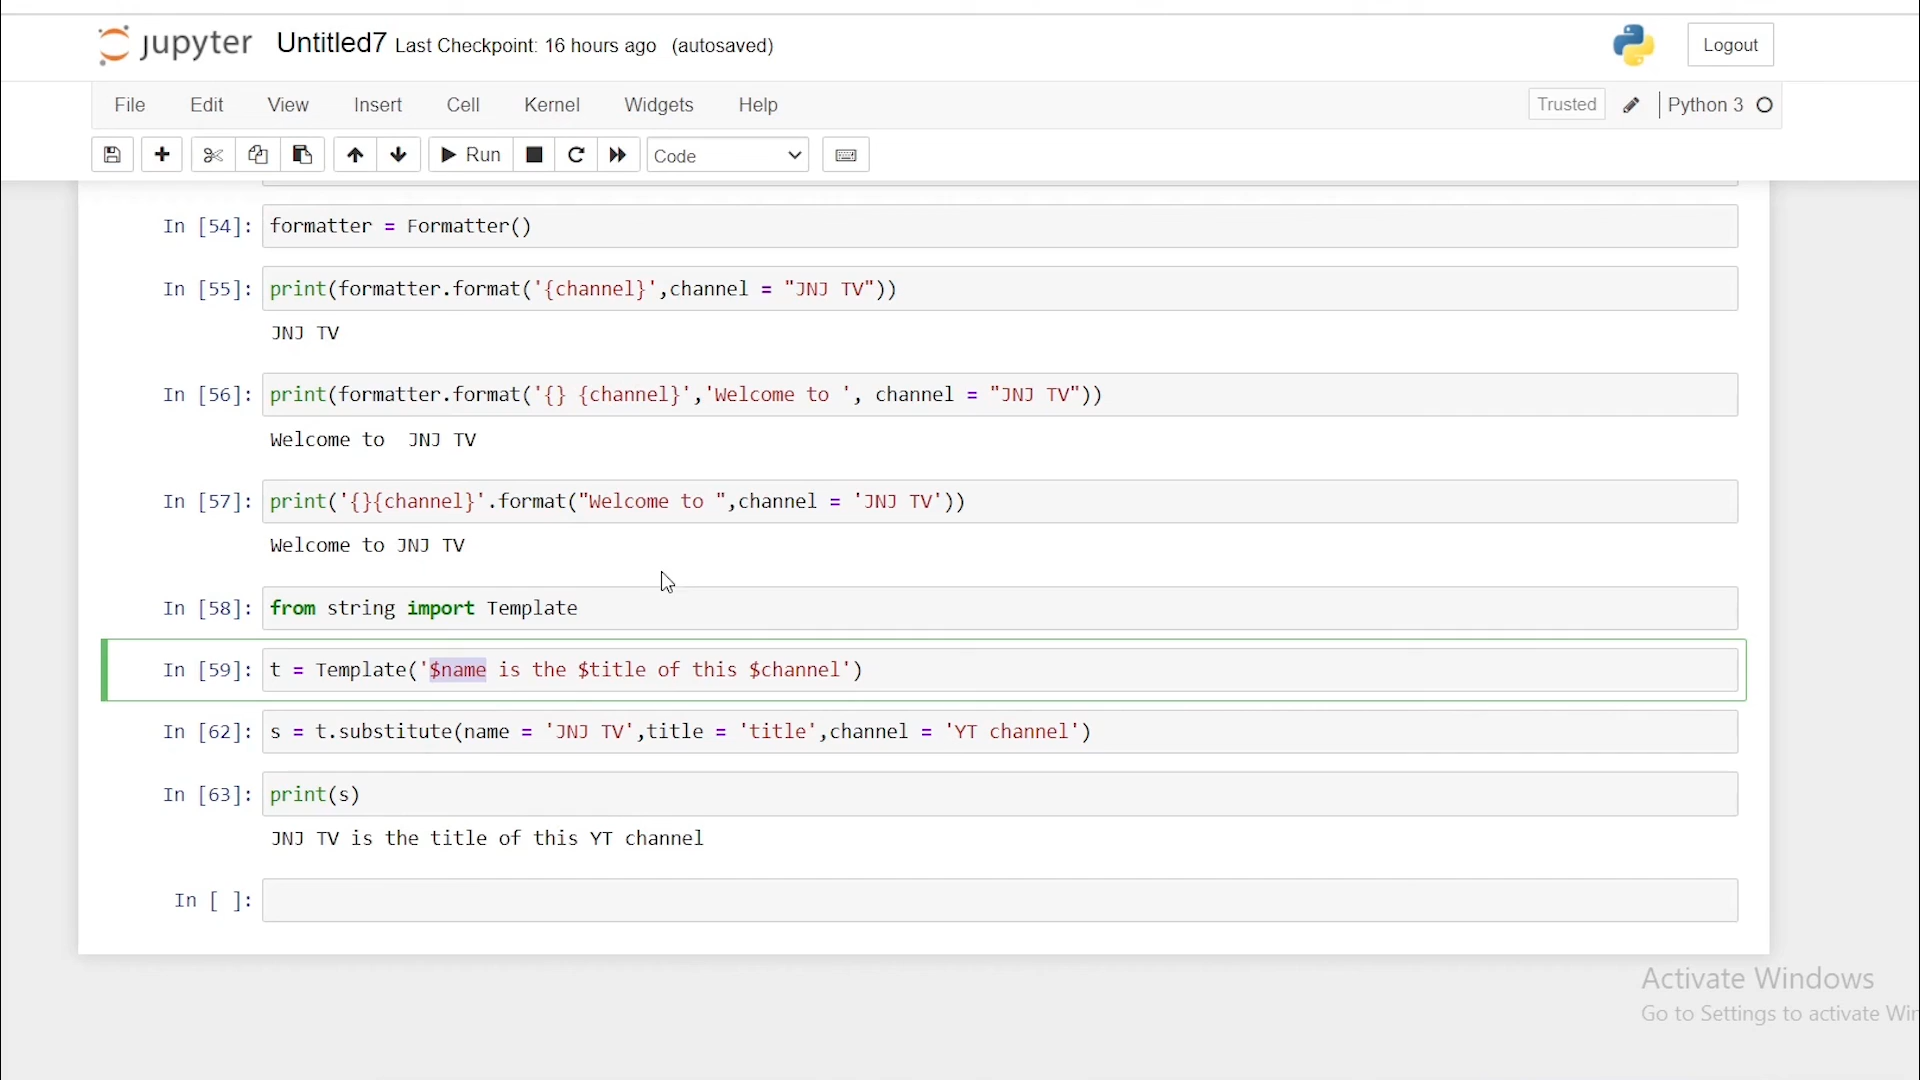 jupyter Untitled7 Last Checkpoint: 16 hours ago (autosaved)
Logout
File Edit View Insert Cell Kernel Widgets Help
Trusted Python 3
Run Code
In [54]: formatter = Formatter()
In [55]: print(formatter.format('{channel}',channel = "JNJ TV"))
JNJ TV
In [56]: print(formatter.format('{} {channel}','Welcome to ', channel = "JNJ TV"))
Welcome to  JNJ TV
In [57]: print('{}{channel}'.format("Welcome to ",channel = 'JNJ TV'))
Welcome to JNJ TV
In [58]: from string import Template
In [59]: t = Template('$name is the $title of this $channel')
In [62]: s = t.substitute(name = 'JNJ TV',title = 'title',channel = 'YT channel')
In [63]: print(s)
JNJ TV is the title of this YT channel
In [ ]:
Activate Windows
Go to Settings to activate Wi